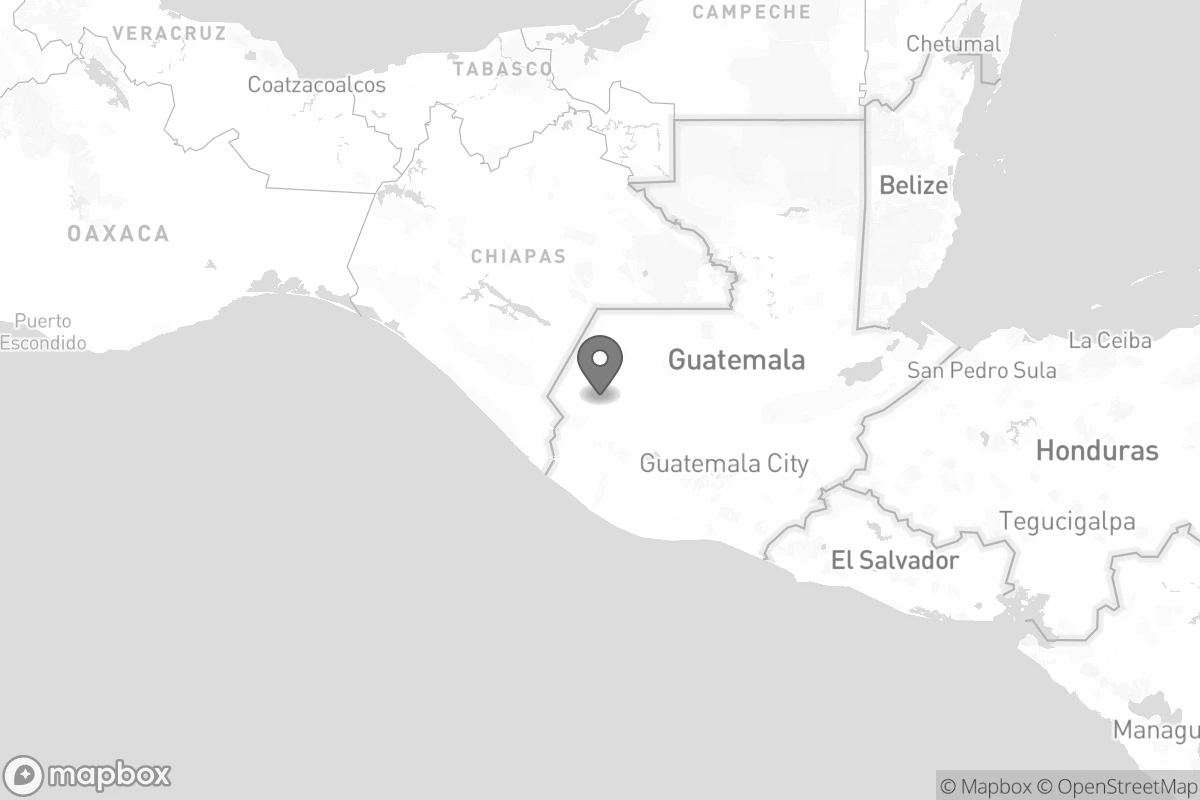 CAMPECHE
VERACRUZ
Chetumal
TABASCO
Coatzacoalcos
Belize
OAXACA
CHIAPAS
Puerto
Escondido
La Ceiba
Guatemala
San Pedro Sula
Honduras
Guatemala City
Tegucigalpa
El Salvador
Managu
mapbox
© Mapbox © OpenStreetMap